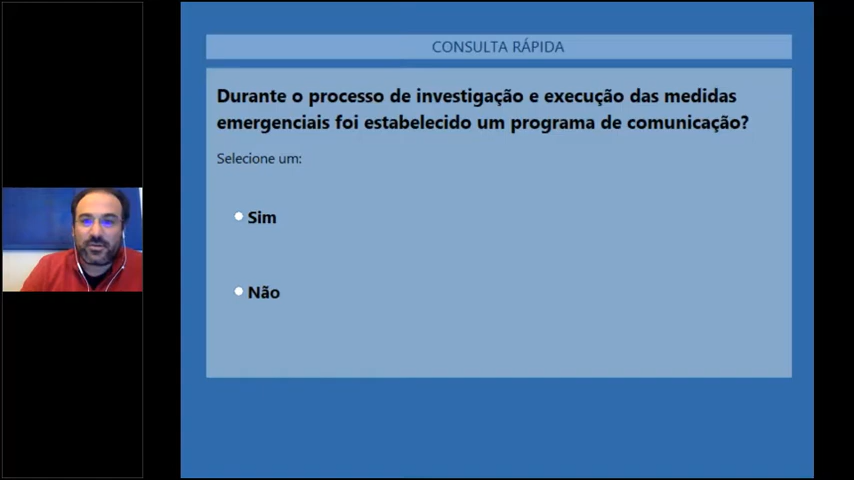 CONSULTA RÁPIDA
Durante o processo de investigação e execução das medidas
emergenciais foi estabelecido um programa de comunicação?
Selecione um:
Sim
Não